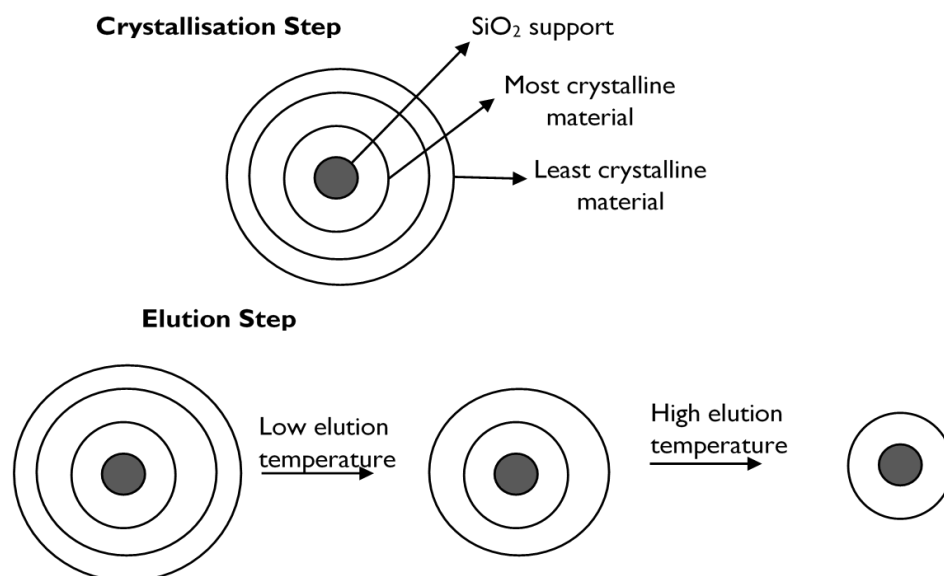 Crystallisation Step
SiO₂ support
Most crystalline
material
Least crystalline
material
Elution Step
Low elution
temperature
High elution
temperature